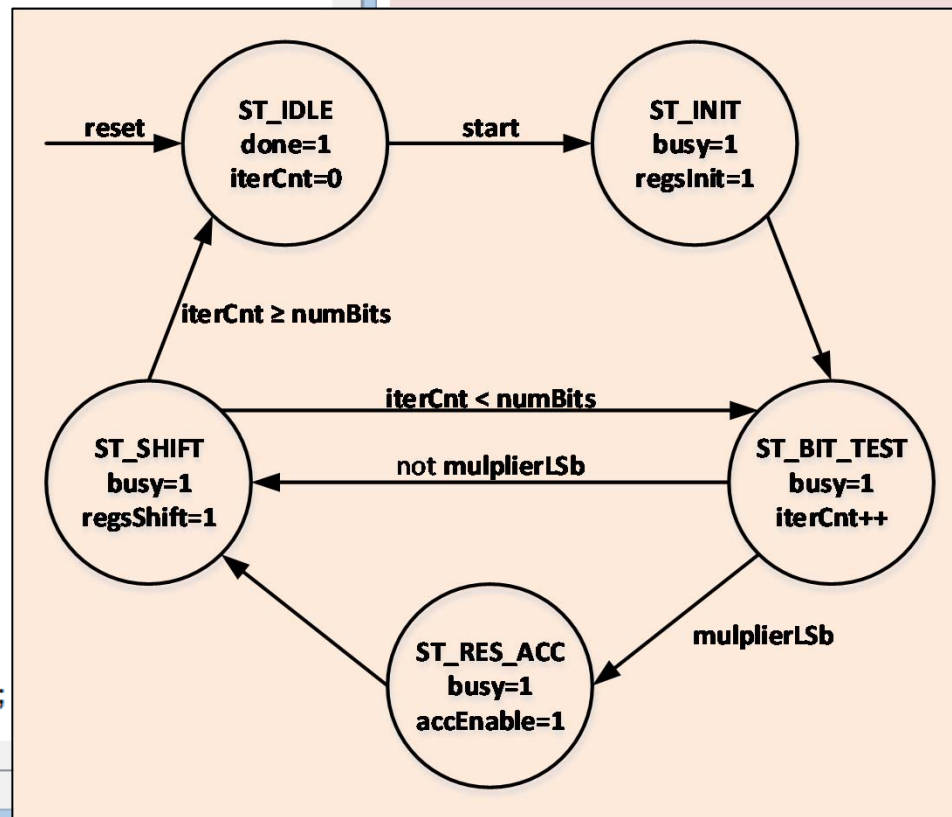 reset
ST_IDLE
done=1
iterCnt=0
start
ST_INIT
busy=1
regsInit=1
iterCnt ≥ numBits
iterCnt < numBits
ST_SHIFT
busy=1
regsShift=1
not mulplierLSb
ST_BIT_TEST
busy=1
iterCnt++
mulplierLSb
ST_RES_ACC
busy=1
accEnable=1
;